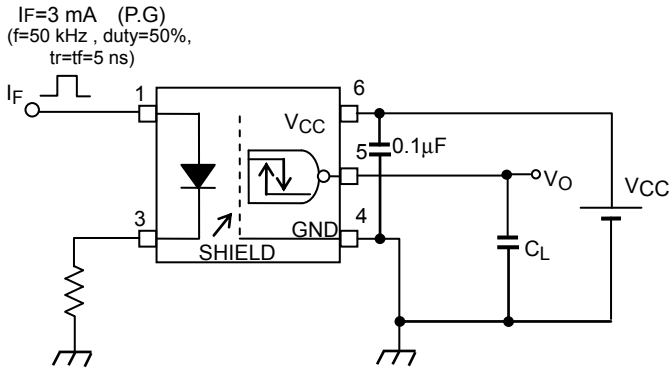 IF=3 mA (P.G)
(f=50 kHz , duty=50%,
tr=tf=5 ns)
IF
1
6
VCC
5
0.1μF
VO
VCC
3
GND
4
SHIELD
CL